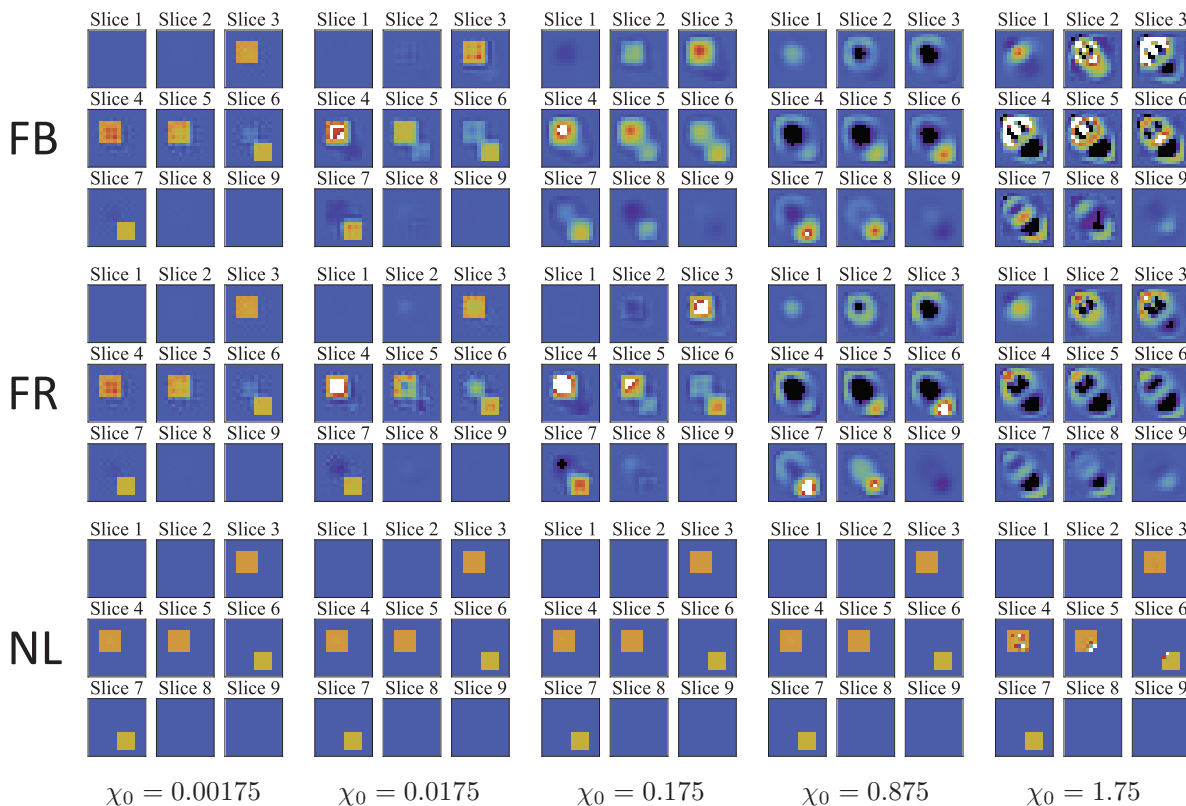 Slice 1 Slice 2 Slice 3 Slice 1 Slice 2 Slice 3 Slice 1 Slice 2 Slice 3 Slice 1 Slice 2 Slice 3 Slice 1 Slice 2 Slice 3
Slice 4 Slice 5 Slice 6 Slice 4 Slice 5 Slice 6 Slice 4 Slice 5 Slice 6 Slice 4 Slice 5 Slice 6 Slice 4 Slice 5 Slice 6
FB
Slice 7 Slice 8 Slice 9 Slice 7 Slice 8 Slice 9 Slice 7 Slice 8 Slice 9 Slice 7 Slice 8 Slice 9 Slice 7 Slice 8 Slice 9
Slice 1 Slice 2 Slice 3 Slice 1 Slice 2 Slice 3 Slice 1 Slice 2 Slice 3 Slice 1 Slice 2 Slice 3 Slice 1 Slice 2 Slice 3
Slice 4 Slice 5 Slice 6 Slice 4 Slice 5 Slice 6 Slice 4 Slice 5 Slice 6 Slice 4 Slice 5 Slice 6 Slice 4 Slice 5 Slice 6
FR
Slice 7 Slice 8 Slice 9 Slice 7 Slice 8 Slice 9 Slice 7 Slice 8 Slice 9 Slice 7 Slice 8 Slice 9 Slice 7 Slice 8 Slice 9
Slice 1 Slice 2 Slice 3 Slice 1 Slice 2 Slice 3 Slice 1 Slice 2 Slice 3 Slice 1 Slice 2 Slice 3 Slice 1 Slice 2 Slice 3
Slice 4 Slice 5 Slice 6 Slice 4 Slice 5 Slice 6 Slice 4 Slice 5 Slice 6 Slice 4 Slice 5 Slice 6 Slice 4 Slice 5 Slice 6
NL
Slice 7 Slice 8 Slice 9 Slice 7 Slice 8 Slice 9 Slice 7 Slice 8 Slice 9 Slice 7 Slice 8 Slice 9 Slice 7 Slice 8 Slice 9
χ₀ = 0.00175 χ₀ = 0.0175 χ₀ = 0.175 χ₀ = 0.875 χ₀ = 1.75